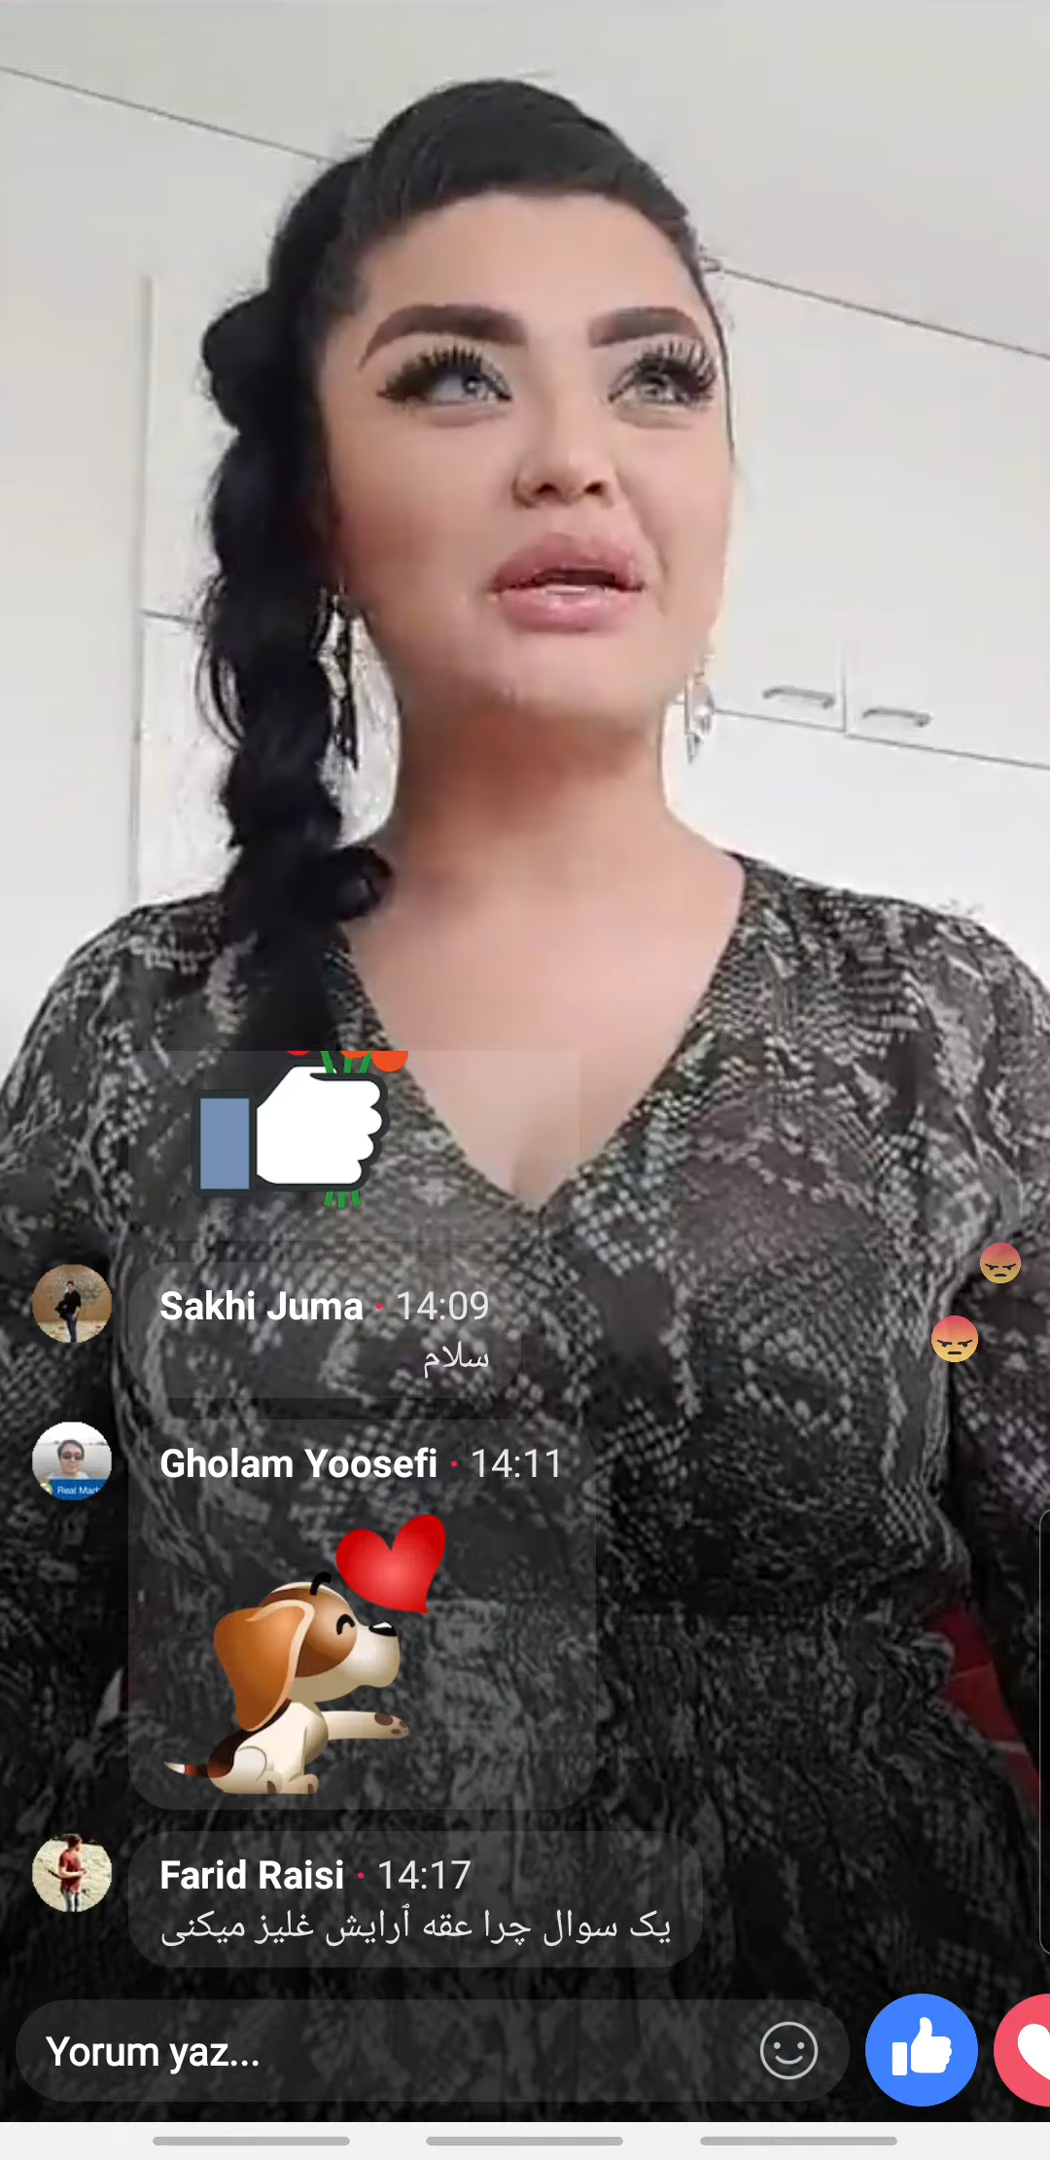 Sakhi Juma · 14:09
سلام
Gholam Yoosefi · 14:11
Farid Raisi · 14:17
یک سوال چرا عقه آرایش غلیز میکنی
Yorum yaz...